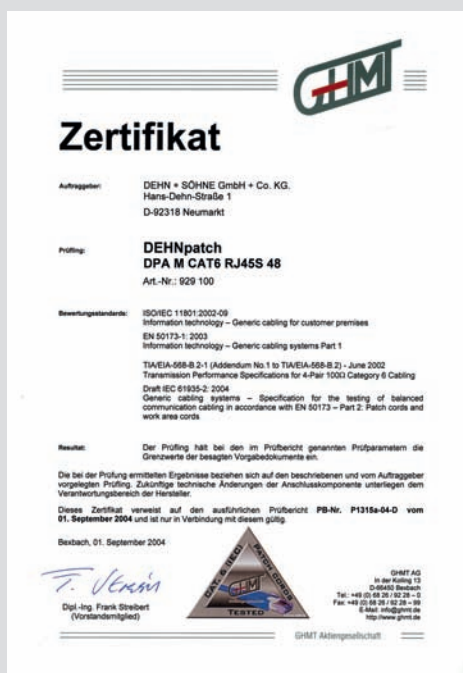 GHMT
Zertifikat
Auftraggeber:
DEHN + SÖHNE GmbH + Co. KG.
Hans-Dehn-Straße 1
D-92318 Neumarkt
Prüfling:
DEHNpatch
DPA M CAT6 RJ45S 48
Art.-Nr.: 929 100
Bewertungsstandards:
ISO/IEC 11801:2002-09
Information technology – Generic cabling for customer premises
EN 50173-1: 2003
Information technology – Generic cabling systems Part 1
TIA/EIA-568-B.2-1 (Addendum No.1 to TIA/EIA-568-B.2) - June 2002
Transmission Performance Specifications for 4-Pair 100Ω Category 6 Cabling
Draft IEC 61935-2: 2004
Generic cabling systems – Specification for the testing of balanced
communication cabling in accordance with EN 50173 – Part 2: Patch cords and
work area cords
Resultat:
Der Prüfling hält bei den im Prüfbericht genannten Prüfparametern die
Grenzwerte der besagten Vorgabedokumente ein.
Die bei der Prüfung ermittelten Ergebnisse beziehen sich auf den beschriebenen und vom Auftraggeber
vorgelegten Prüfling. Zukünftige technische Änderungen der Anschlusskomponente unterliegen dem
Verantwortungsbereich der Hersteller.
Dieses Zertifikat verweist auf den ausführlichen Prüfbericht PB-Nr. P1315a-04-D vom
01. September 2004 und ist nur in Verbindung mit diesem gültig.
Bexbach, 01. September 2004
Dipl.-Ing. Frank Streibert
(Vorstandsmitglied)
CAT. 6 (IEC)
PATCH CORDS
GHMT
TESTED
GHMT AG
In der Kolling 13
D-66450 Bexbach
Tel.: +49 (0) 68 26 / 92 28 – 0
Fax: +49 (0) 68 26 / 92 28 – 99
E-Mail: info@ghmt.de
http://www.ghmt.de
GHMT Aktiengesellschaft